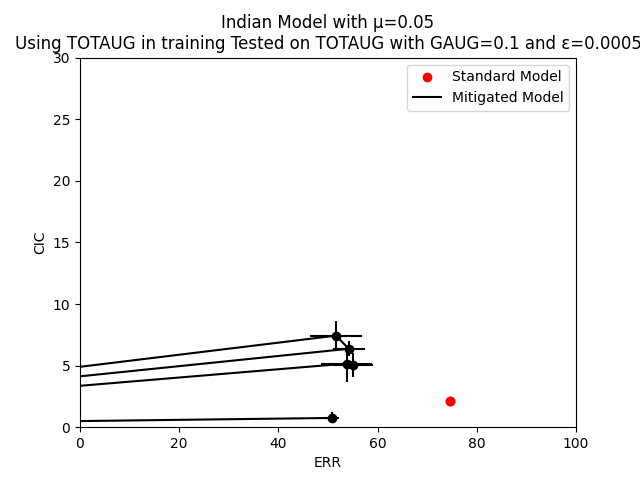 Indian Model with μ=0.05
Using TOTAUG in training Tested on TOTAUG with GAUG=0.1 and ε=0.0005
Standard Model
Mitigated Model
30
25
20
15
10
5
0
CIC
0 20 40 60 80 100
ERR